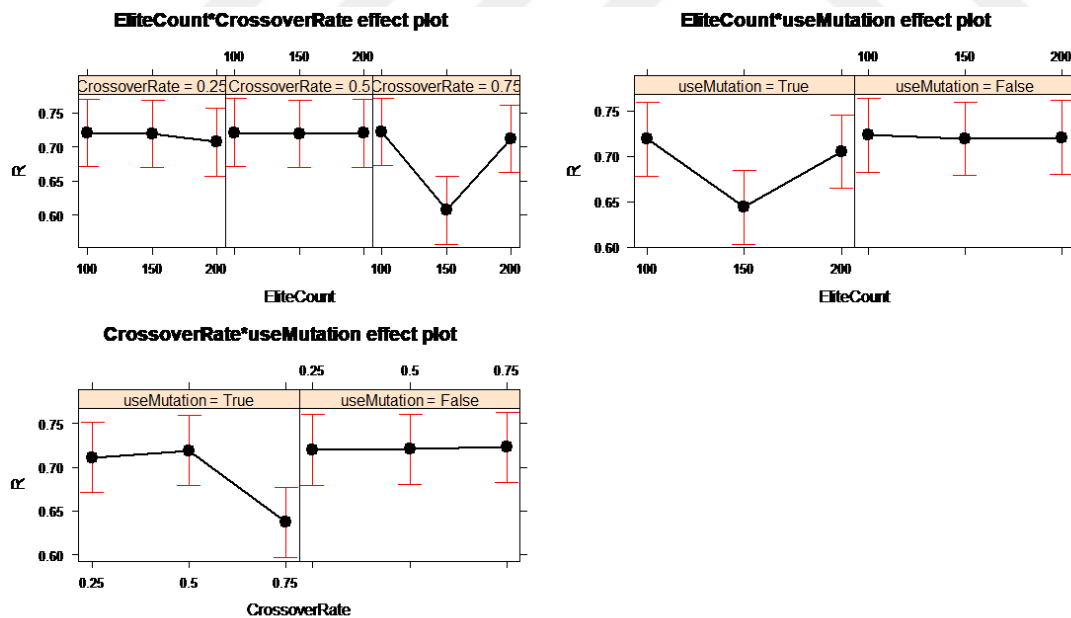 EliteCount*CrossoverRate effect plot
100 150 200
CrossoverRate = 0.25 CrossoverRate = 0.5 CrossoverRate = 0.75
0.75
0.70
0.65
0.60
R
100 150 200 100 150 200
EliteCount
EliteCount*useMutation effect plot
100 150 200
useMutation = True useMutation = False
0.75
0.70
0.65
0.60
R
100 150 200
EliteCount
CrossoverRate*useMutation effect plot
0.25 0.5 0.75
useMutation = True useMutation = False
0.75
0.70
0.65
0.60
R
0.25 0.5 0.75
CrossoverRate